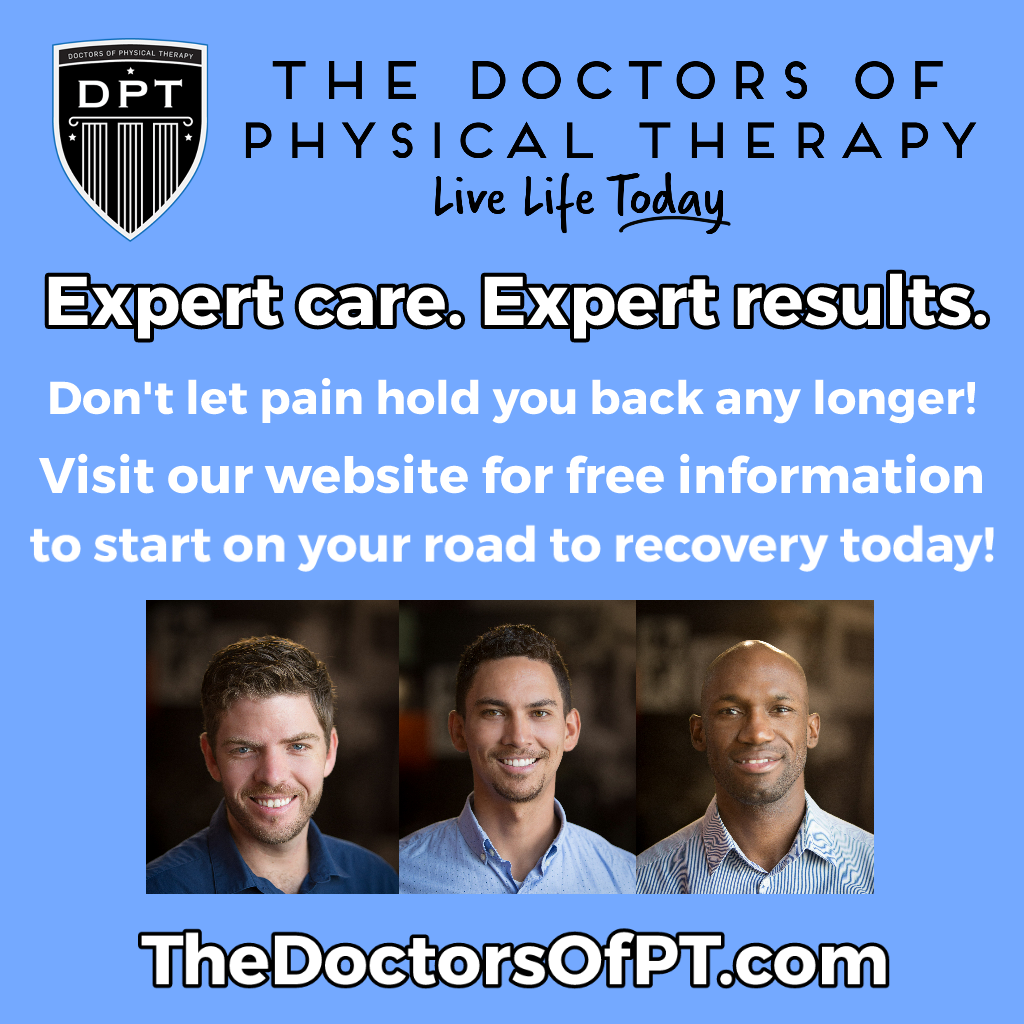 DOCTORS OF PHYSICAL THERAPY
DPT
THE DOCTORS OF
PHYSICAL THERAPY
Live Life Today
Expert care. Expert results.
Don't let pain hold you back any longer!
Visit our website for free information
to start on your road to recovery today!
TheDoctorsOfPT.com